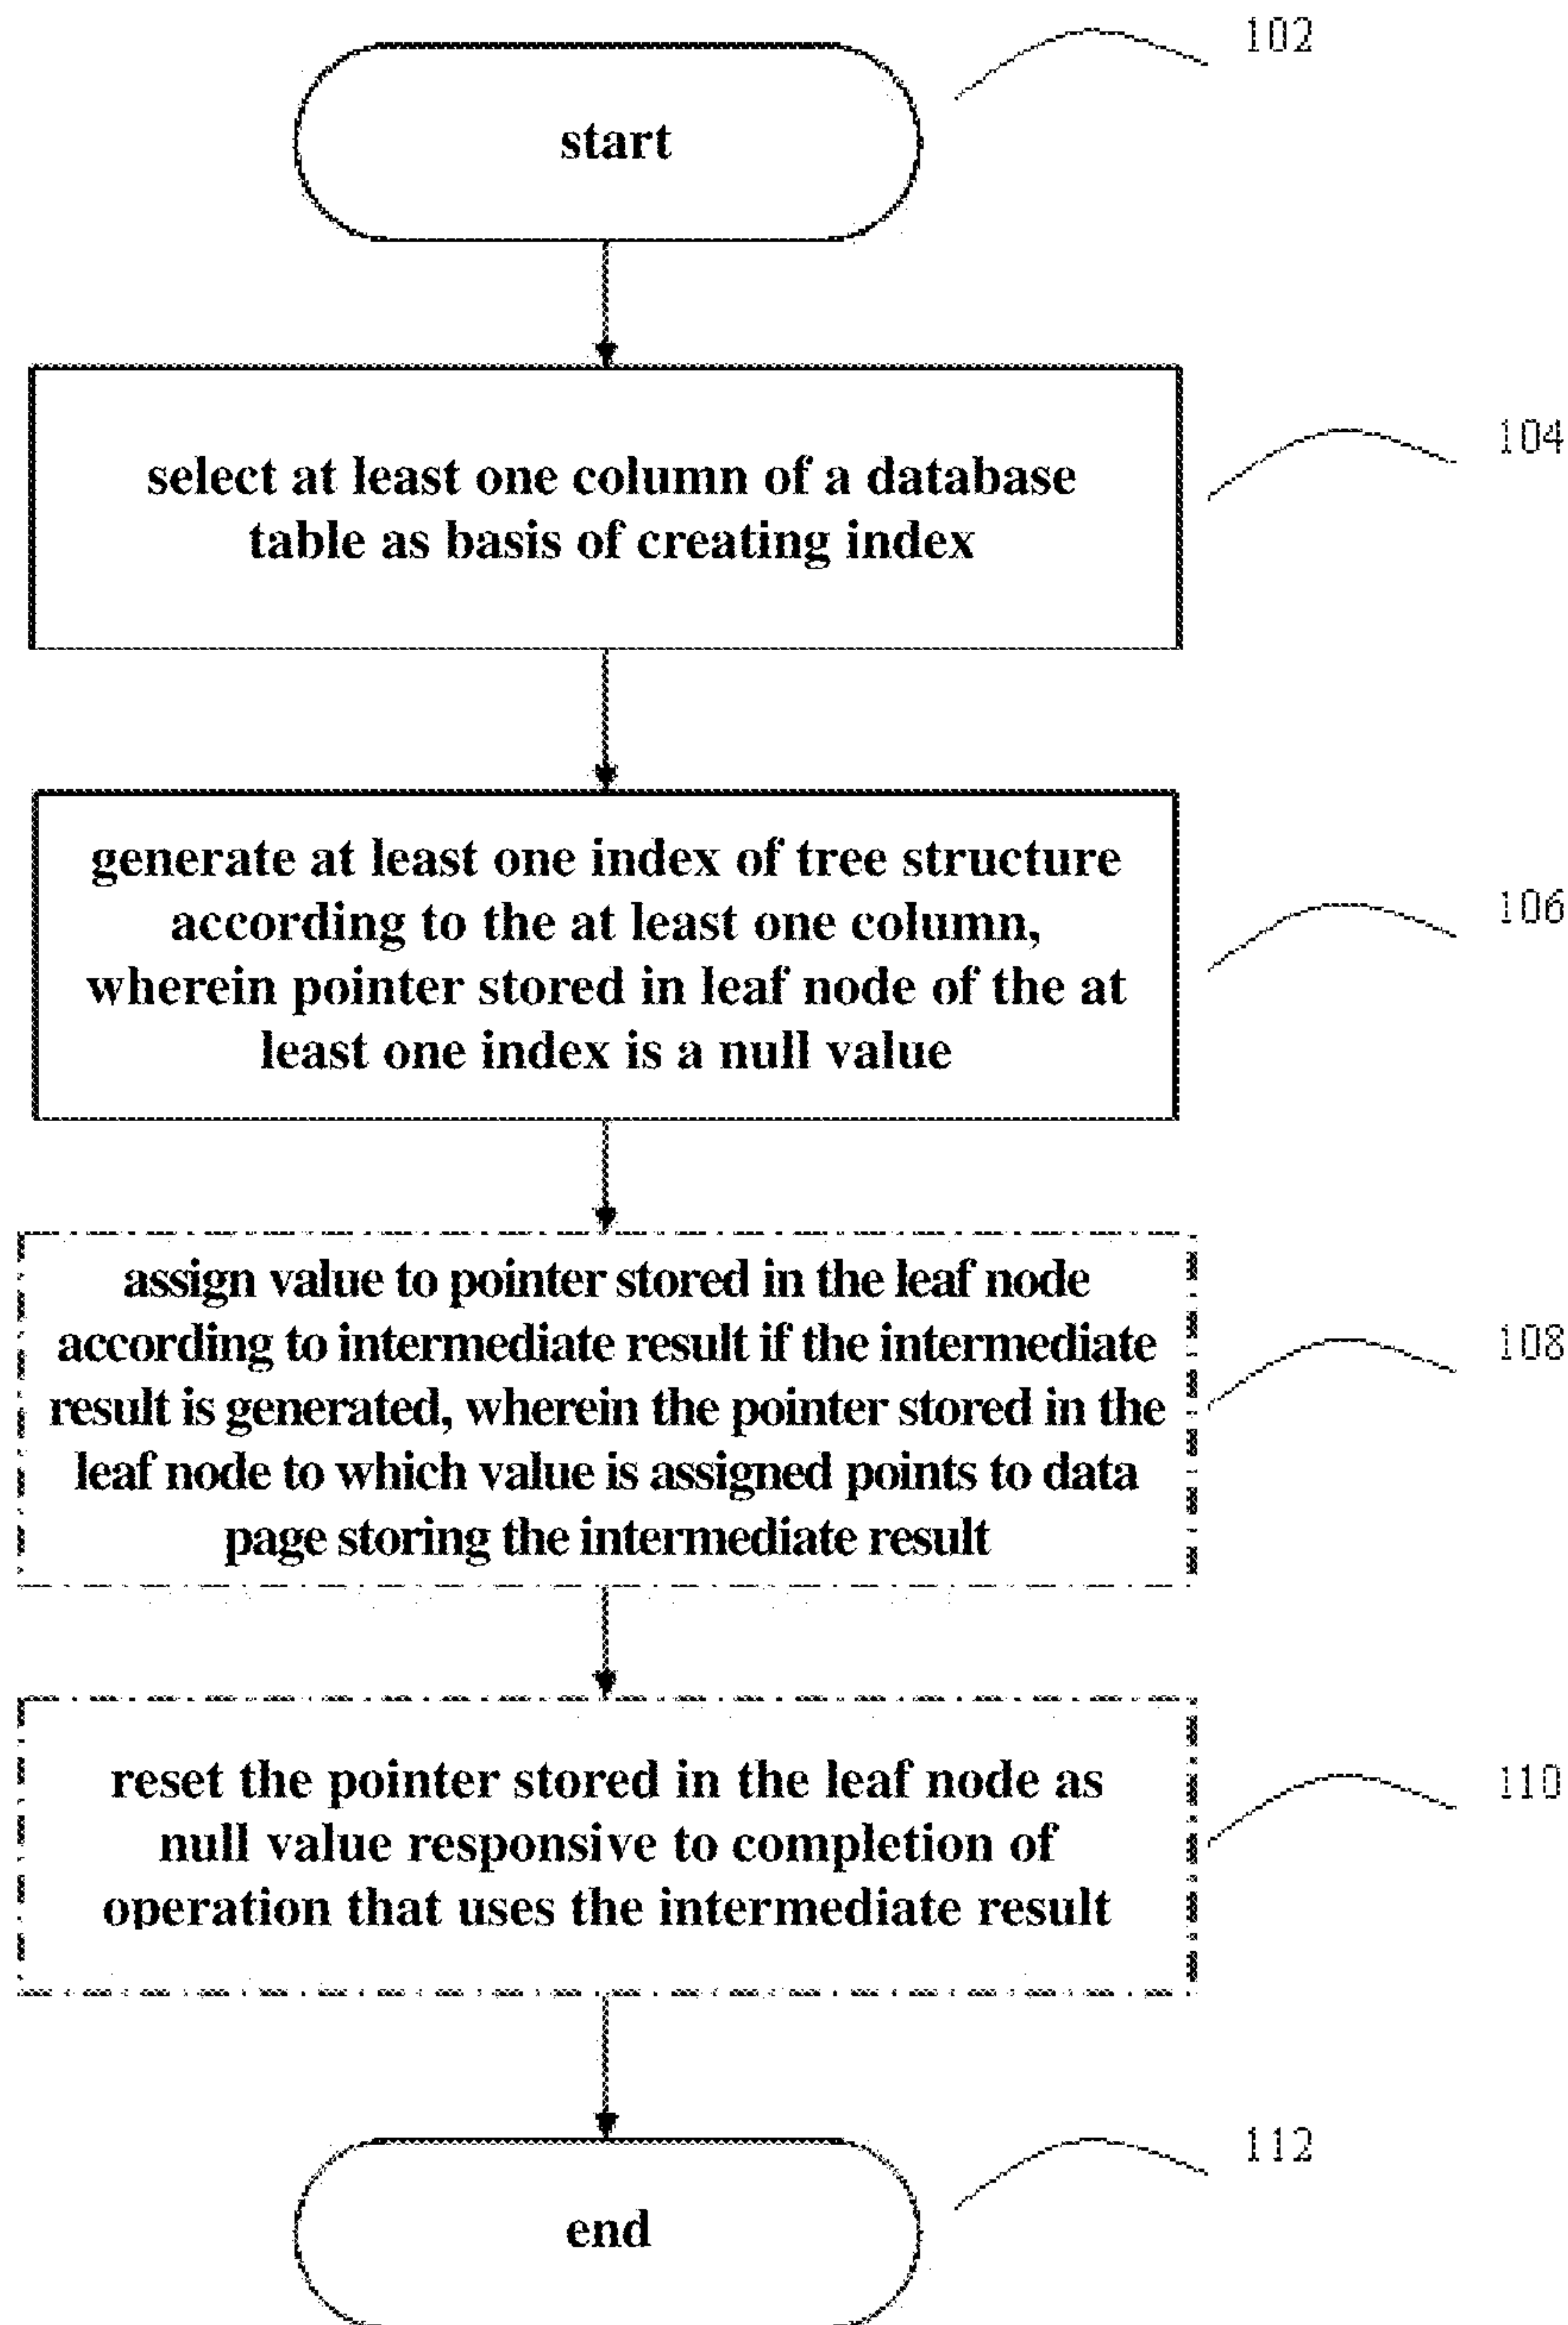 102
start
104
select at least one column of a database
table as basis of creating index
106
generate at least one index of tree structure
according to the at least one column,
wherein pointer stored in leaf node of the at
least one index is a null value
108
assign value to pointer stored in the leaf node
according to intermediate result if the intermediate
result is generated, wherein the pointer stored in the
leaf node to which value is assigned points to data
page storing the intermediate result
110
reset the pointer stored in the leaf node as
null value responsive to completion of
operation that uses the intermediate result
112
end